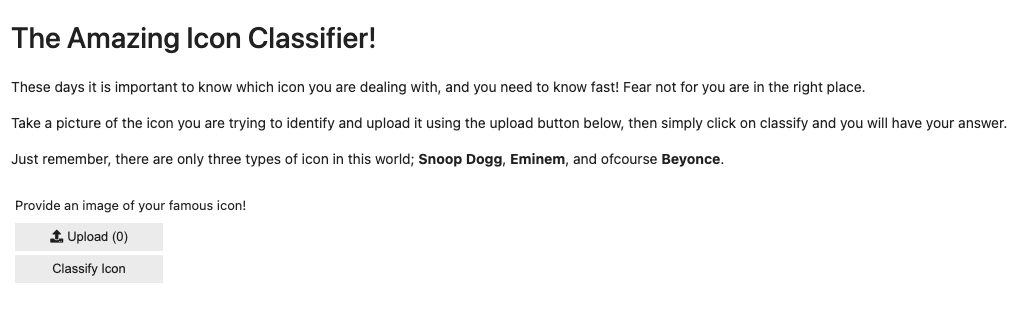 The Amazing Icon Classifier!
These days it is important to know which icon you are dealing with, and you need to know fast! Fear not for you are in the right place.
Take a picture of the icon you are trying to identify and upload it using the upload button below, then simply click on classify and you will have your answer.
Just remember, there are only three types of icon in this world; Snoop Dogg, Eminem, and ofcourse Beyonce.
Provide an image of your famous icon!
Upload (0)
Classify Icon